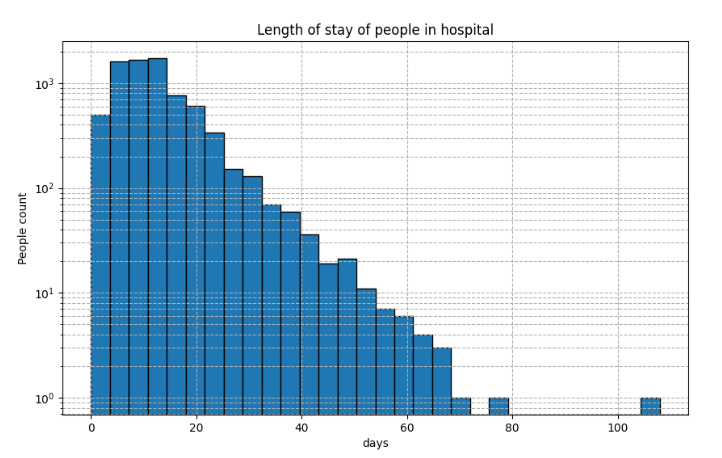 Length of stay of people in hospital
People count
10³
10²
10¹
10⁰
0 20 40 60 80 100
days